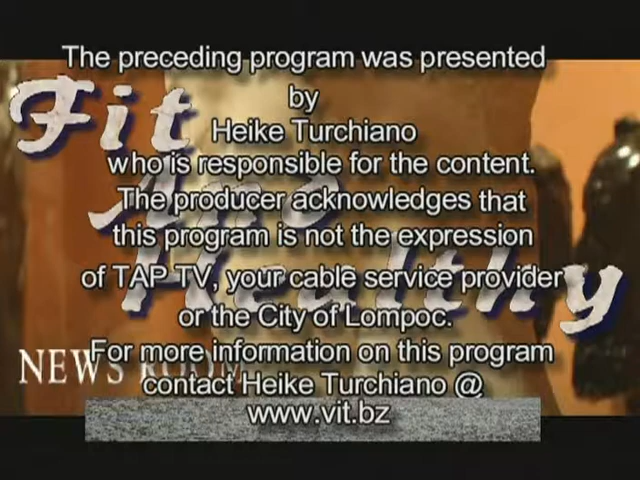 The preceding program was presented
by
Heike Turchiano
who is responsible for the content.
The producer acknowledges that
this program is not the expression
of TAP TV, your cable service provider
or the City of Lompoc.
For more information on this program
contact Heike Turchiano @
www.vit.bz
Fit
And
Healthy
NEWS ROOM